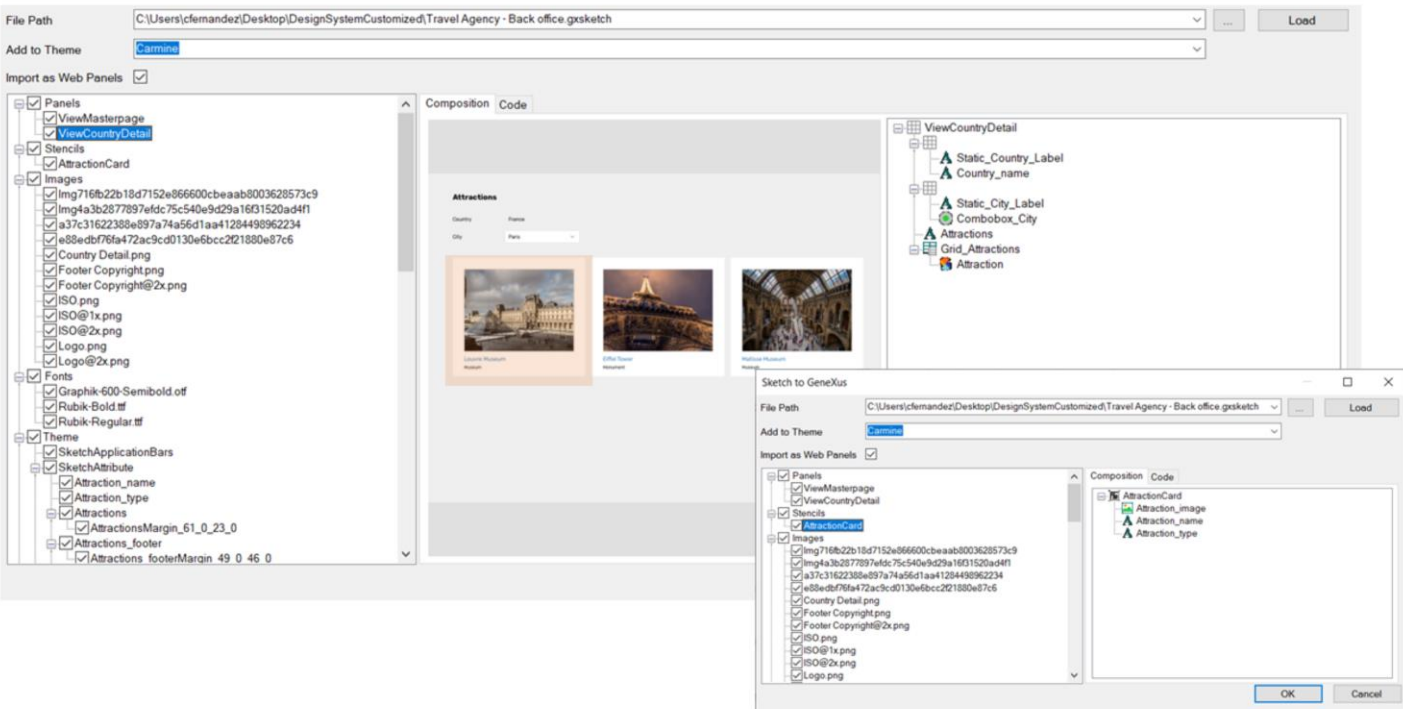 File Path
C:\Users\cfernandez\Desktop\DesignSystemCustomized\Travel Agency - Back office.gxsketch
...
Load
Add to Theme
Carmine
Import as Web Panels
Panels
ViewMasterpage
ViewCountryDetail
Stencils
AttractionCard
Images
Img716fb22b18d7152e866600cbeaab8003628573c9
Img4a3b2877897efdc75c540e9d29a16f31520ad4f1
a37c31622388e897a74a56d1aa41284498962234
e88edbf76fa472ac9cd0130e6bcc2f21880e87c6
Country Detail.png
Footer Copyright.png
Footer Copyright@2x.png
ISO.png
ISO@1x.png
ISO@2x.png
Logo.png
Logo@2x.png
Fonts
Graphik-600-Semibold.otf
Rubik-Bold.ttf
Rubik-Regular.ttf
Theme
SketchApplicationBars
SketchAttribute
Attraction_name
Attraction_type
Attractions
AttractionsMargin_61_0_23_0
Attractions_footer
Attractions_footerMargin_49_0_46_0
Composition Code
Attractions
Country France
City Paris
Louvre Museum
Museum
Eiffel Tower
Monument
Matisse Museum
Museum
ViewCountryDetail
Static_Country_Label
Country_name
Static_City_Label
Combobox_City
Attractions
Grid_Attractions
Attraction
Sketch to GeneXus
File Path
C:\Users\cfernandez\Desktop\DesignSystemCustomized\Travel Agency - Back office.gxsketch
...
Load
Add to Theme
Carmine
Import as Web Panels
Panels
ViewMasterpage
ViewCountryDetail
Stencils
AttractionCard
Images
Img716fb22b18d7152e866600cbeaab8003628573c9
Img4a3b2877897efdc75c540e9d29a16f31520ad4f1
a37c31622388e897a74a56d1aa41284498962234
e88edbf76fa472ac9cd0130e6bcc2f21880e87c6
Country Detail.png
Footer Copyright.png
Footer Copyright@2x.png
ISO.png
ISO@1x.png
ISO@2x.png
Logo.png
Composition Code
AttractionCard
Attraction_image
Attraction_name
Attraction_type
OK
Cancel